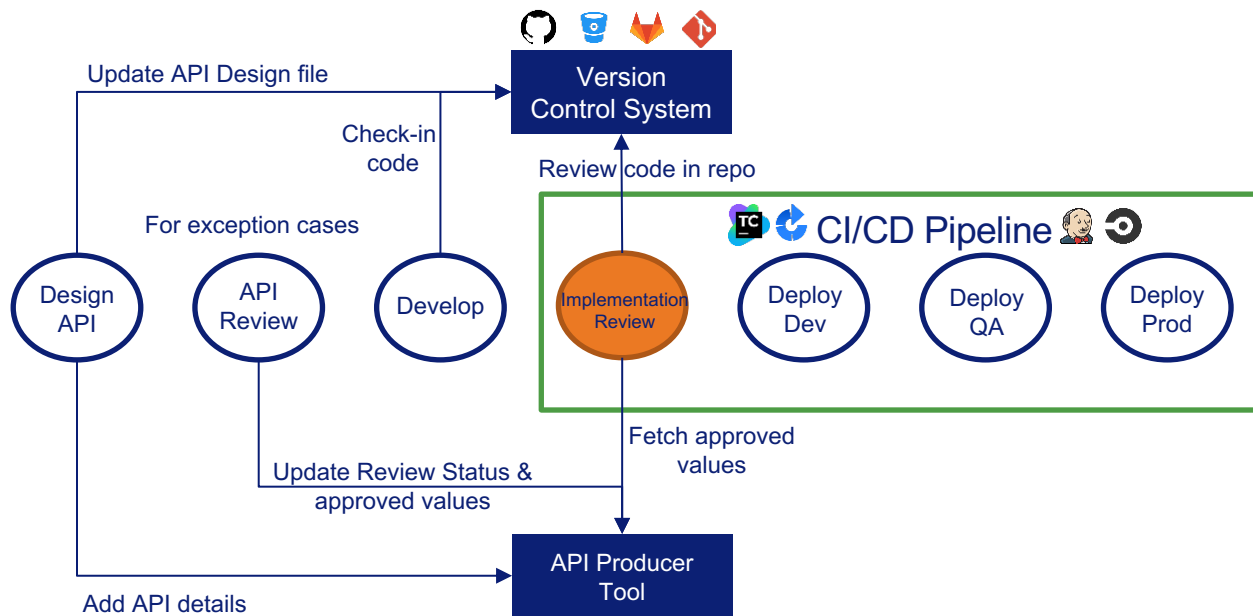 Update API Design file
Version
Control System
Check-in
code
Review code in repo
For exception cases
TC
CI/CD Pipeline
Design
API
API
Review
Develop
Implementation
Review
Deploy
Dev
Deploy
QA
Deploy
Prod
Fetch approved
values
Update Review Status &
approved values
API Producer
Tool
Add API details